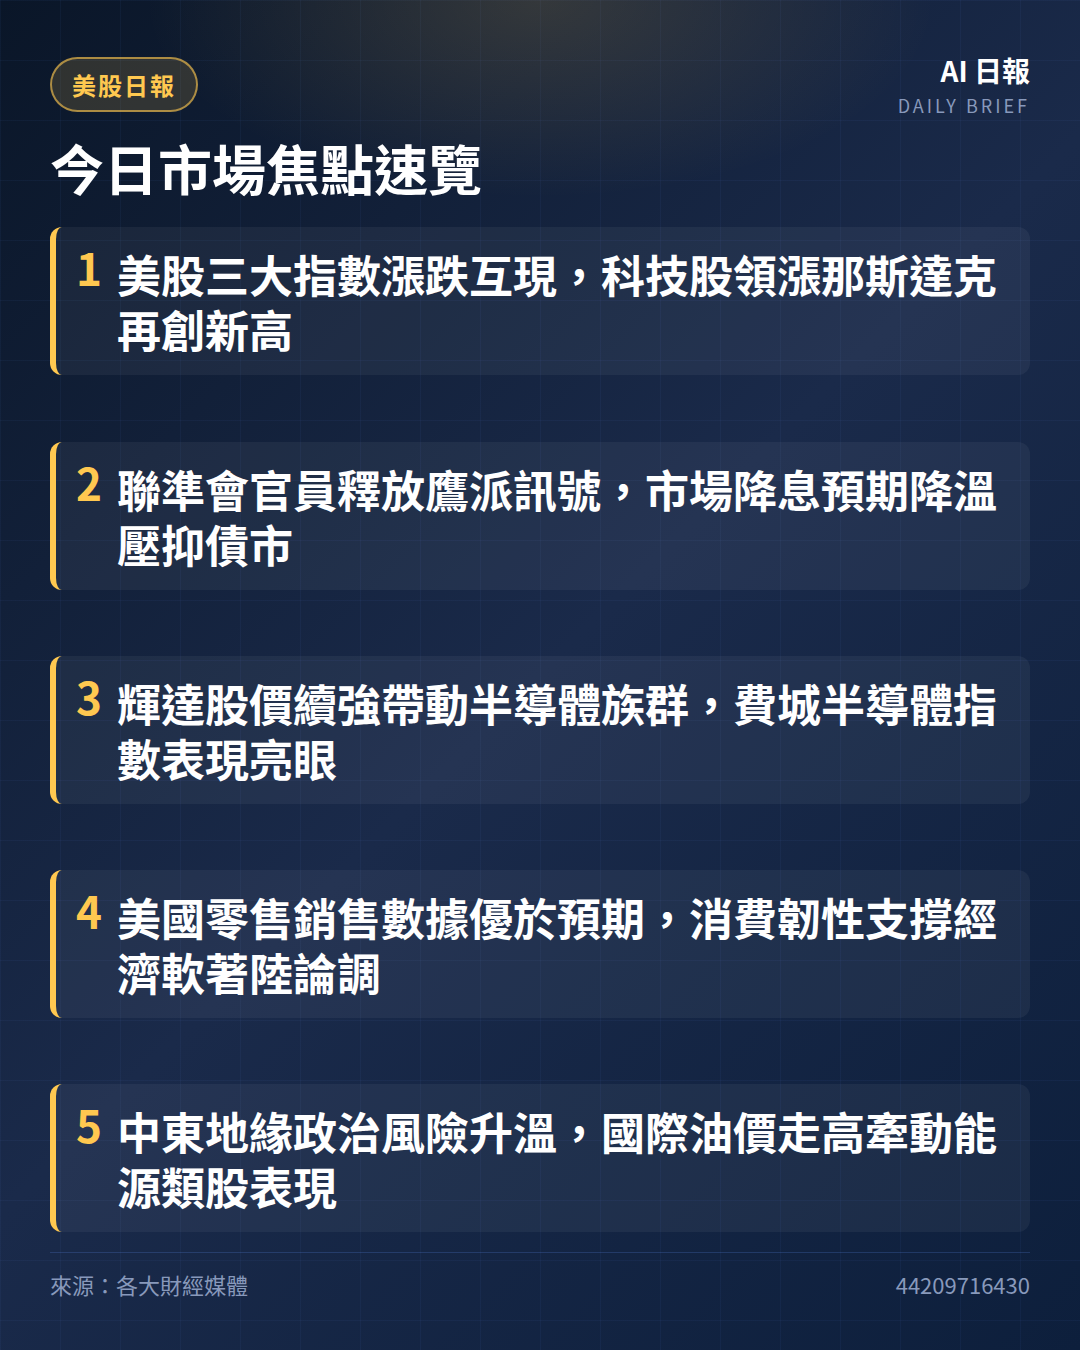 美股日報
AI 日報
DAILY BRIEF
今日市場焦點速覽
1 美股三大指數漲跌互現，科技股領漲那斯達克
再創新高
2 聯準會官員釋放鷹派訊號，市場降息預期降溫
壓抑債市
3 輝達股價續強帶動半導體族群，費城半導體指
數表現亮眼
4 美國零售銷售數據優於預期，消費韌性支撐經
濟軟著陸論調
5 中東地緣政治風險升溫，國際油價走高牽動能
源類股表現
來源：各大財經媒體
44209716430